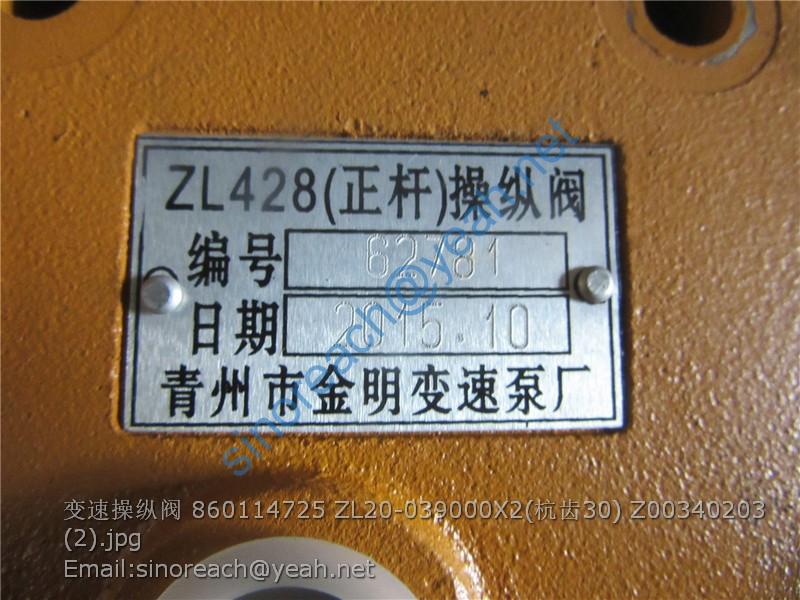 ZL428(正杆)操纵阀
编号 62781
日期 2015.10
青州市金明变速泵厂
sinoreach@yeah.net
变速操纵阀 860114725 ZL20-039000X2(杭齿30) Z00340203
(2).jpg
Email:sinoreach@yeah.net